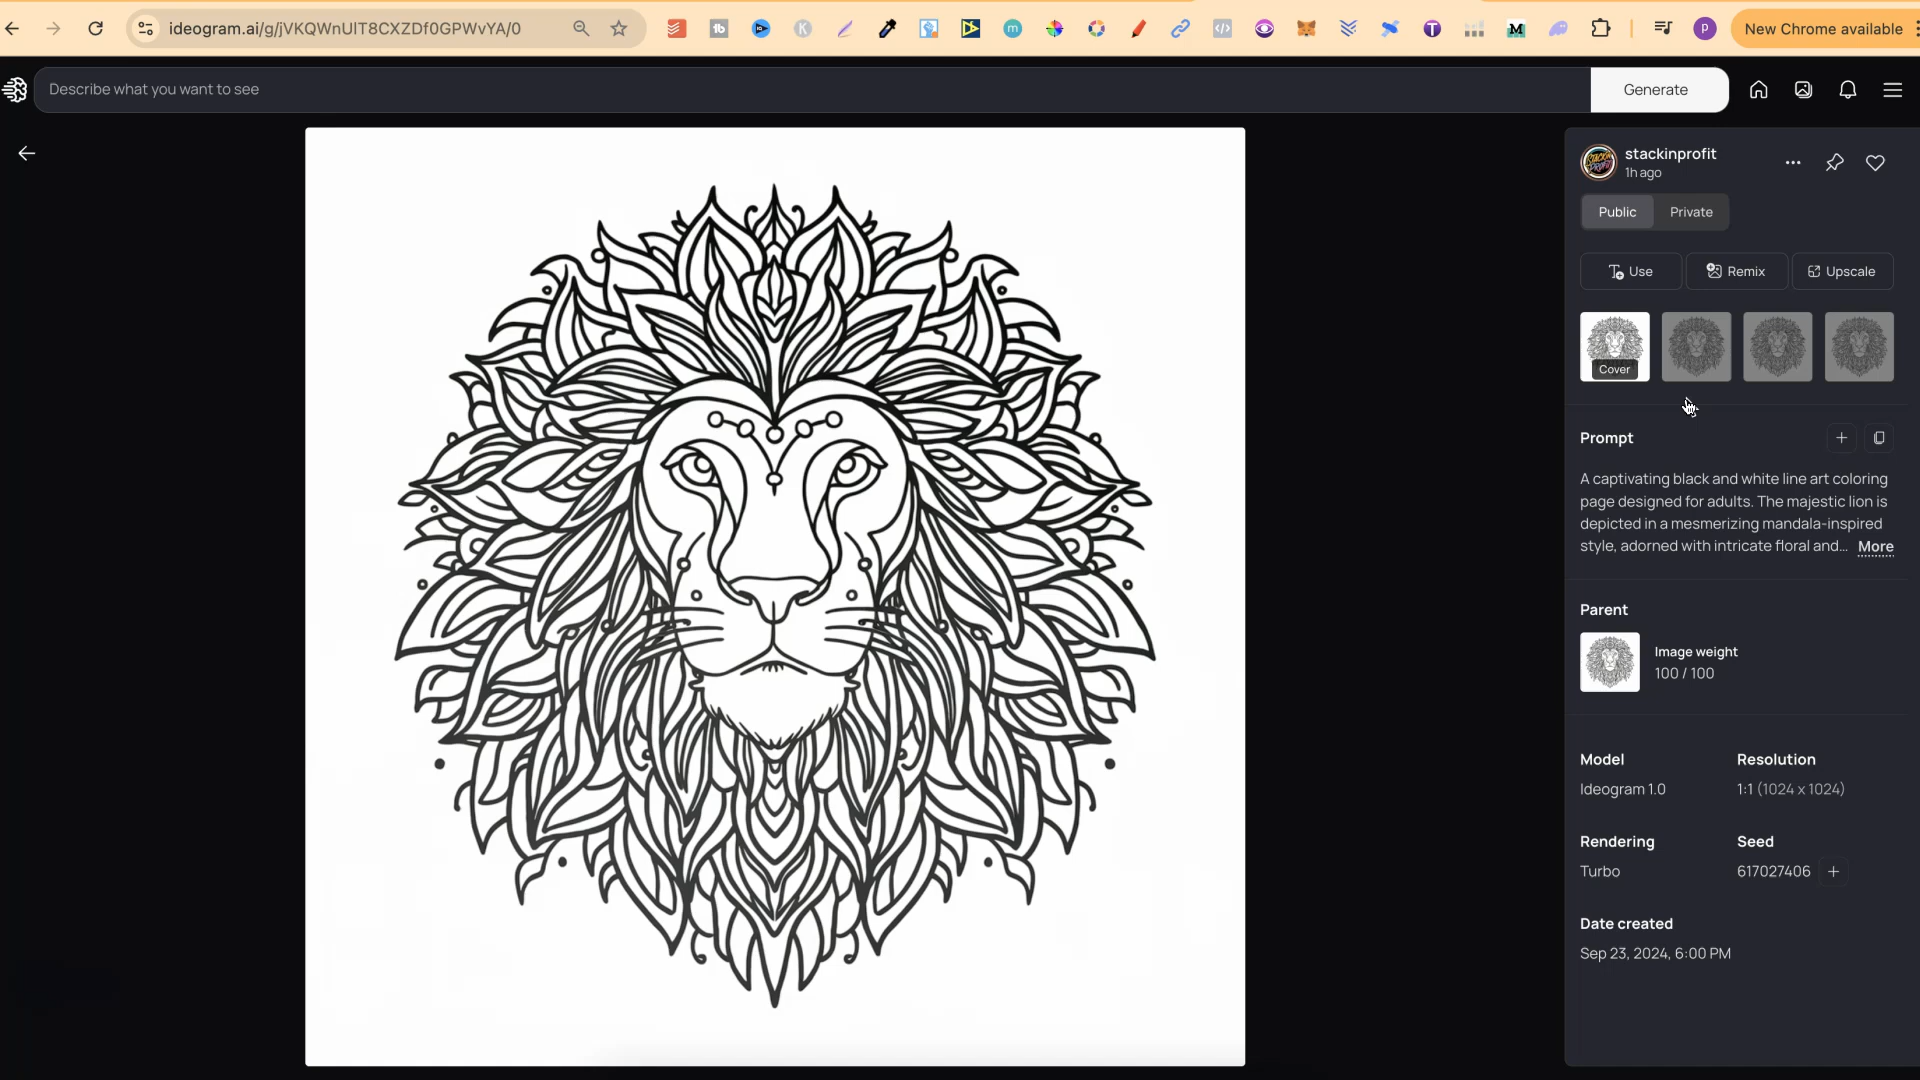 ideogram.ai/g/jVKQWnUlT8CXZDf0GPWvYA/0
New Chrome available
Describe what you want to see
Generate
stackinprofit
1h ago
Public
Private
Use
Remix
Upscale
Cover
Prompt
A captivating black and white line art coloring
page designed for adults. The majestic lion is
depicted in a mesmerizing mandala-inspired
style, adorned with intricate floral and... More
Parent
Image weight
100 / 100
Model
Resolution
Ideogram 1.0
1:1 (1024 x 1024)
Rendering
Seed
Turbo
617027406
Date created
Sep 23, 2024, 6:00 PM